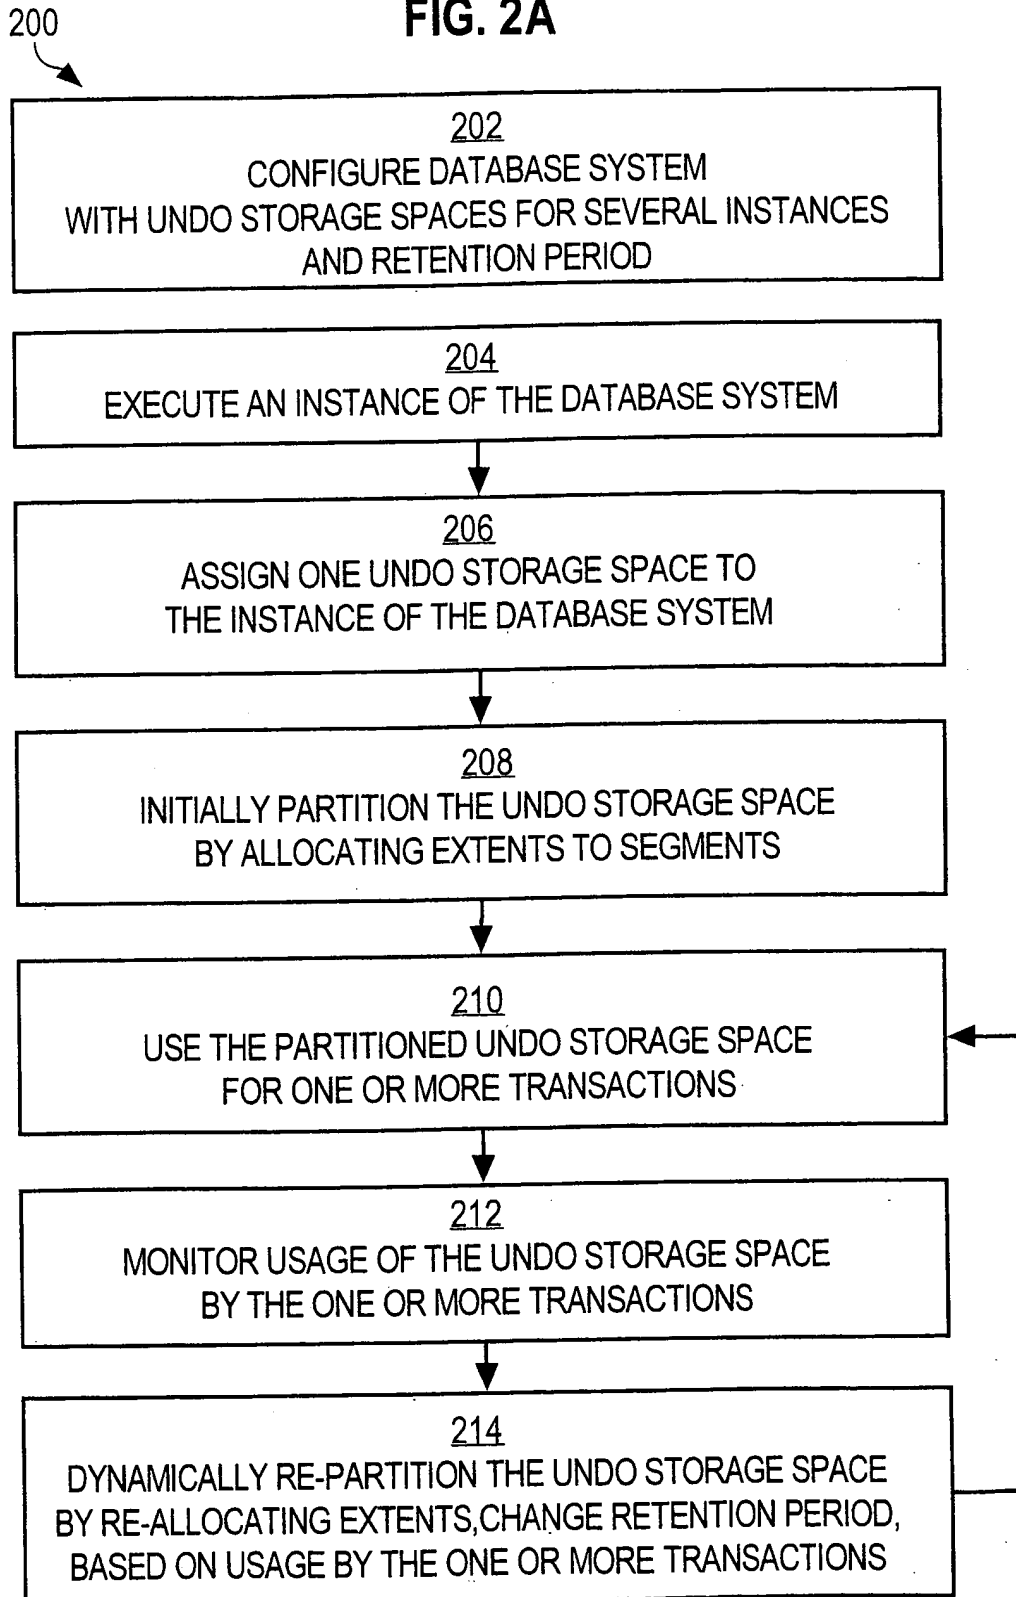 FIG. 2A
200
202
CONFIGURE DATABASE SYSTEM
WITH UNDO STORAGE SPACES FOR SEVERAL INSTANCES
AND RETENTION PERIOD
204
EXECUTE AN INSTANCE OF THE DATABASE SYSTEM
206
ASSIGN ONE UNDO STORAGE SPACE TO
THE INSTANCE OF THE DATABASE SYSTEM
208
INITIALLY PARTITION THE UNDO STORAGE SPACE
BY ALLOCATING EXTENTS TO SEGMENTS
210
USE THE PARTITIONED UNDO STORAGE SPACE
FOR ONE OR MORE TRANSACTIONS
212
MONITOR USAGE OF THE UNDO STORAGE SPACE
BY THE ONE OR MORE TRANSACTIONS
214
DYNAMICALLY RE-PARTITION THE UNDO STORAGE SPACE
BY RE-ALLOCATING EXTENTS,CHANGE RETENTION PERIOD,
BASED ON USAGE BY THE ONE OR MORE TRANSACTIONS